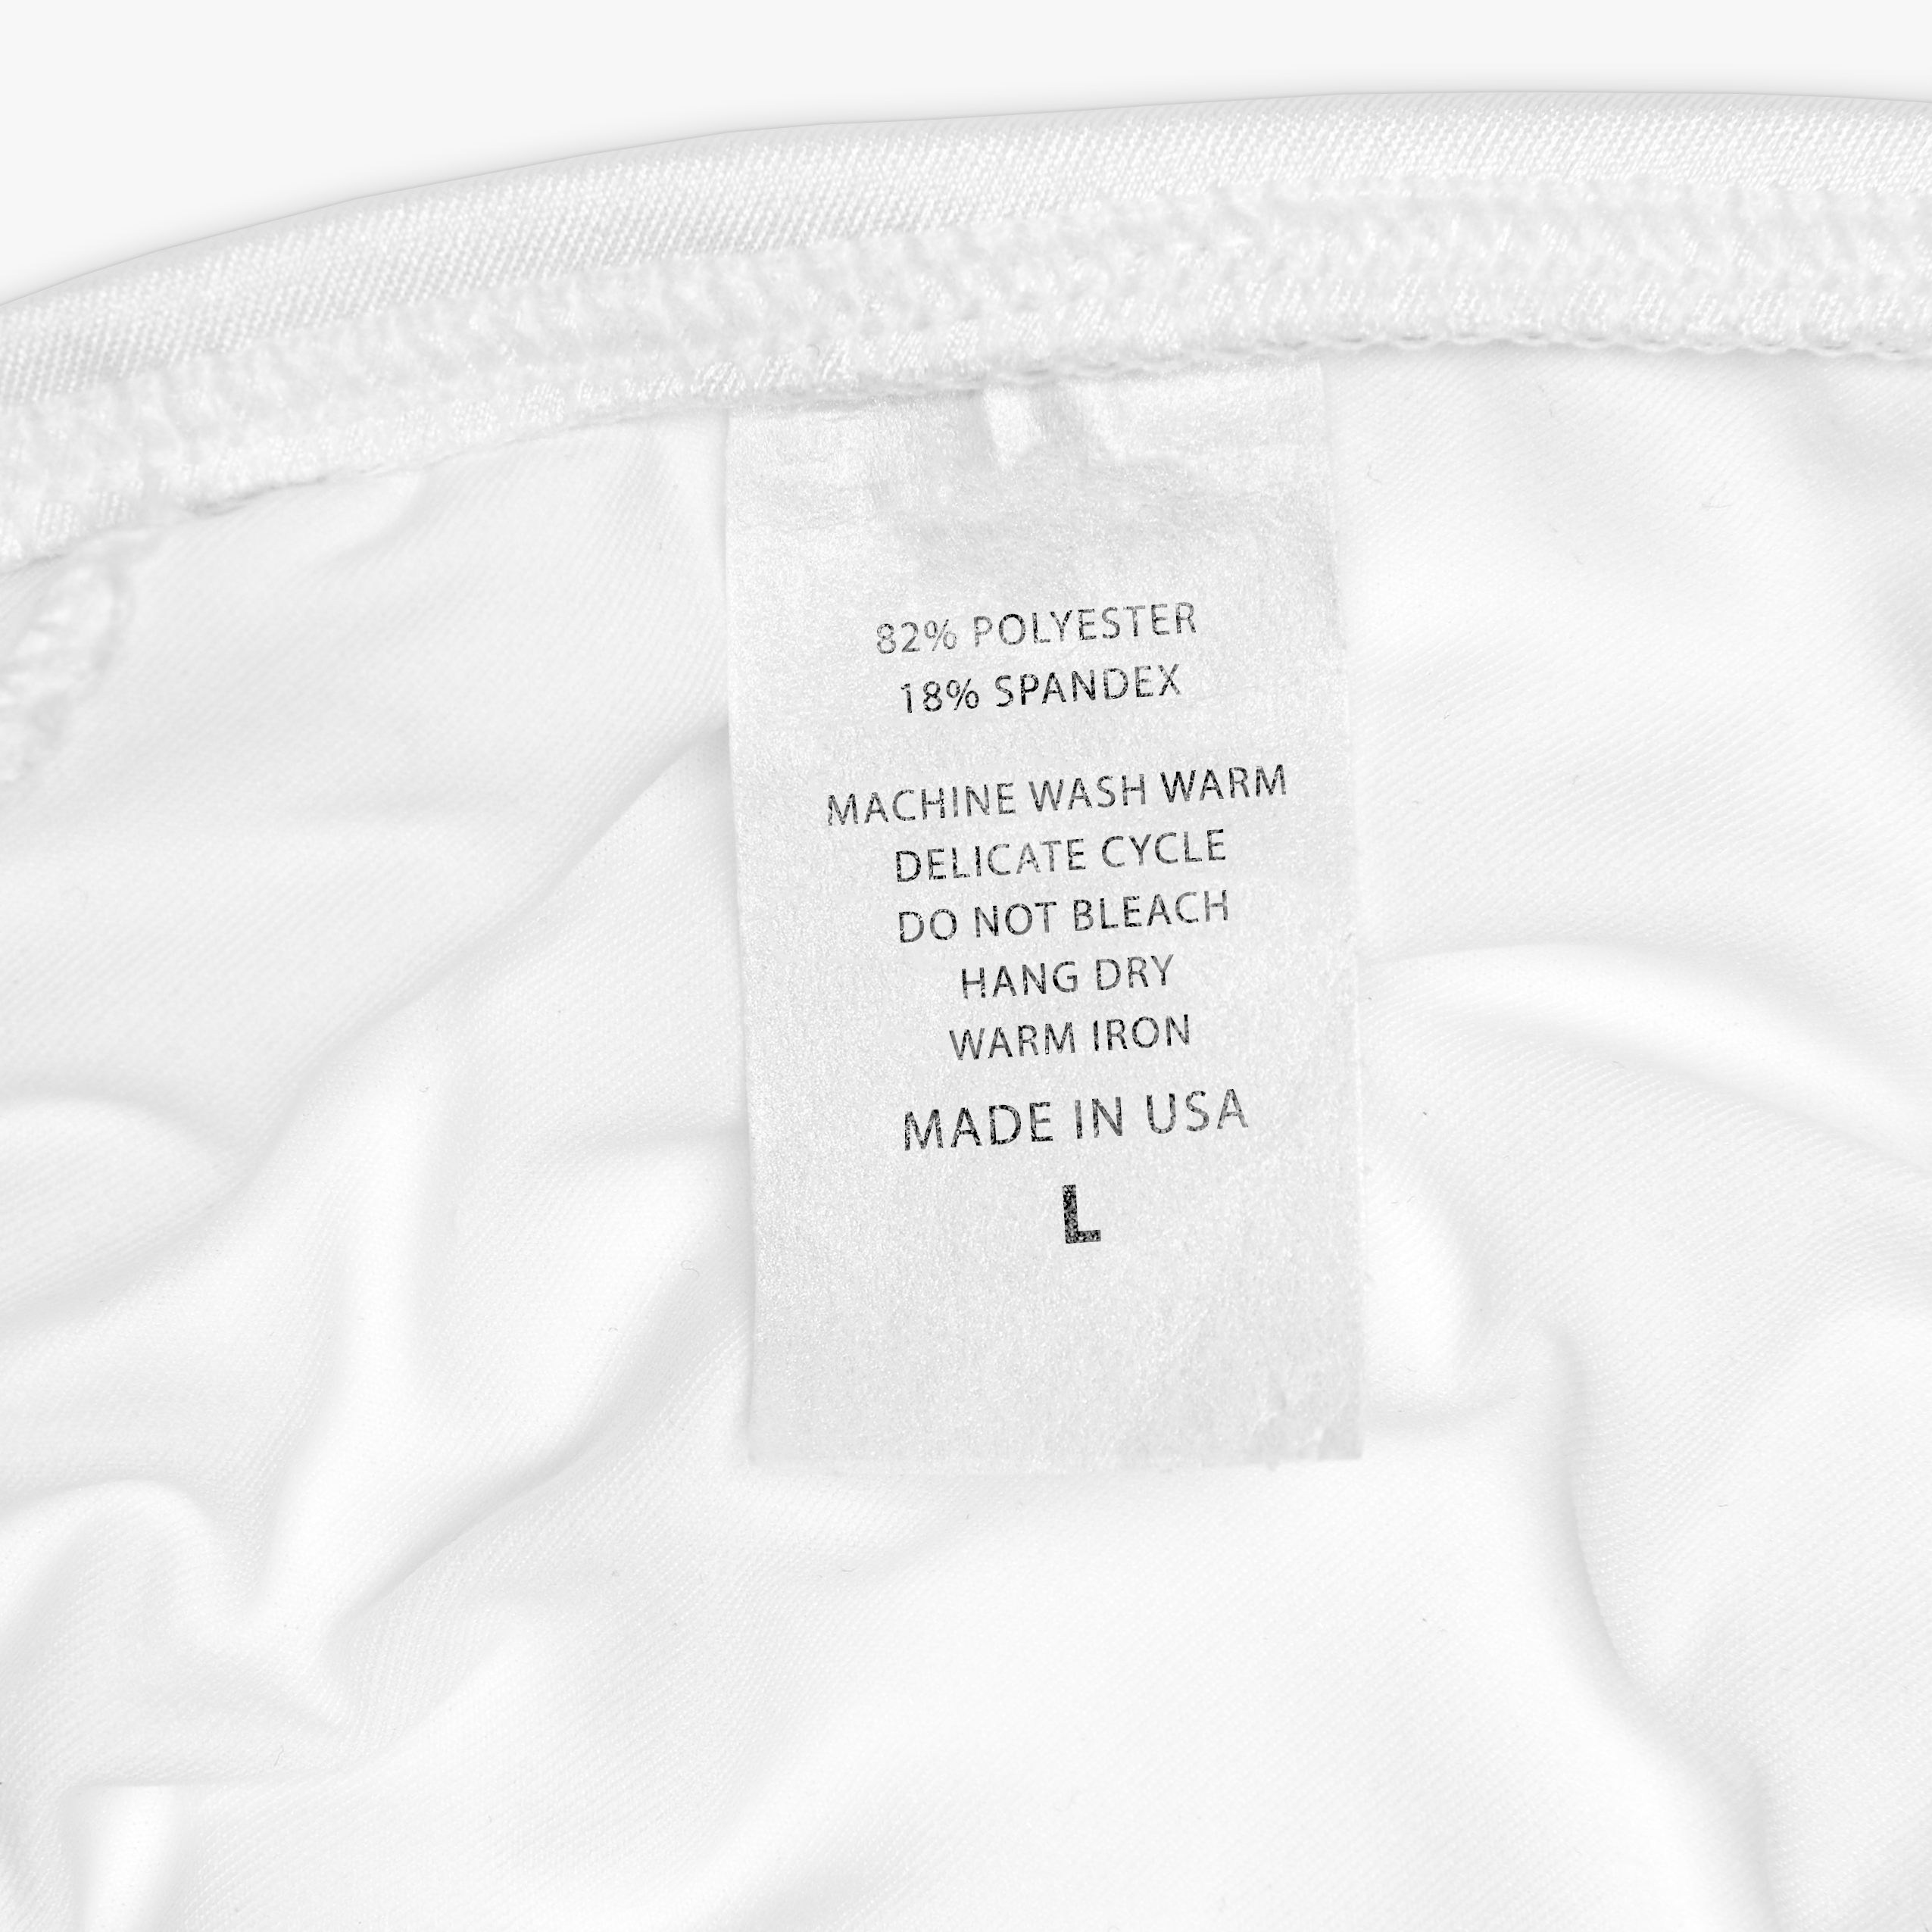 82% POLYESTER
18% SPANDEX
MACHINE WASH WARM
DELICATE CYCLE
DO NOT BLEACH
HANG DRY
WARM IRON
MADE IN USA
L